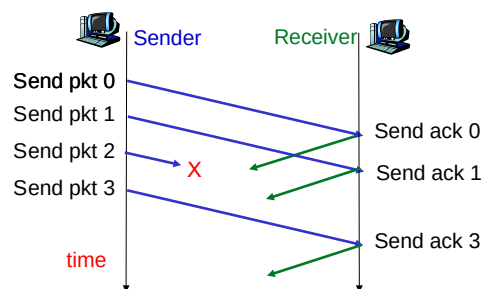 Sender
Receiver
Send pkt 0
Send pkt 1
Send ack 0
Send pkt 2
X
Send ack 1
Send pkt 3
Send ack 3
time